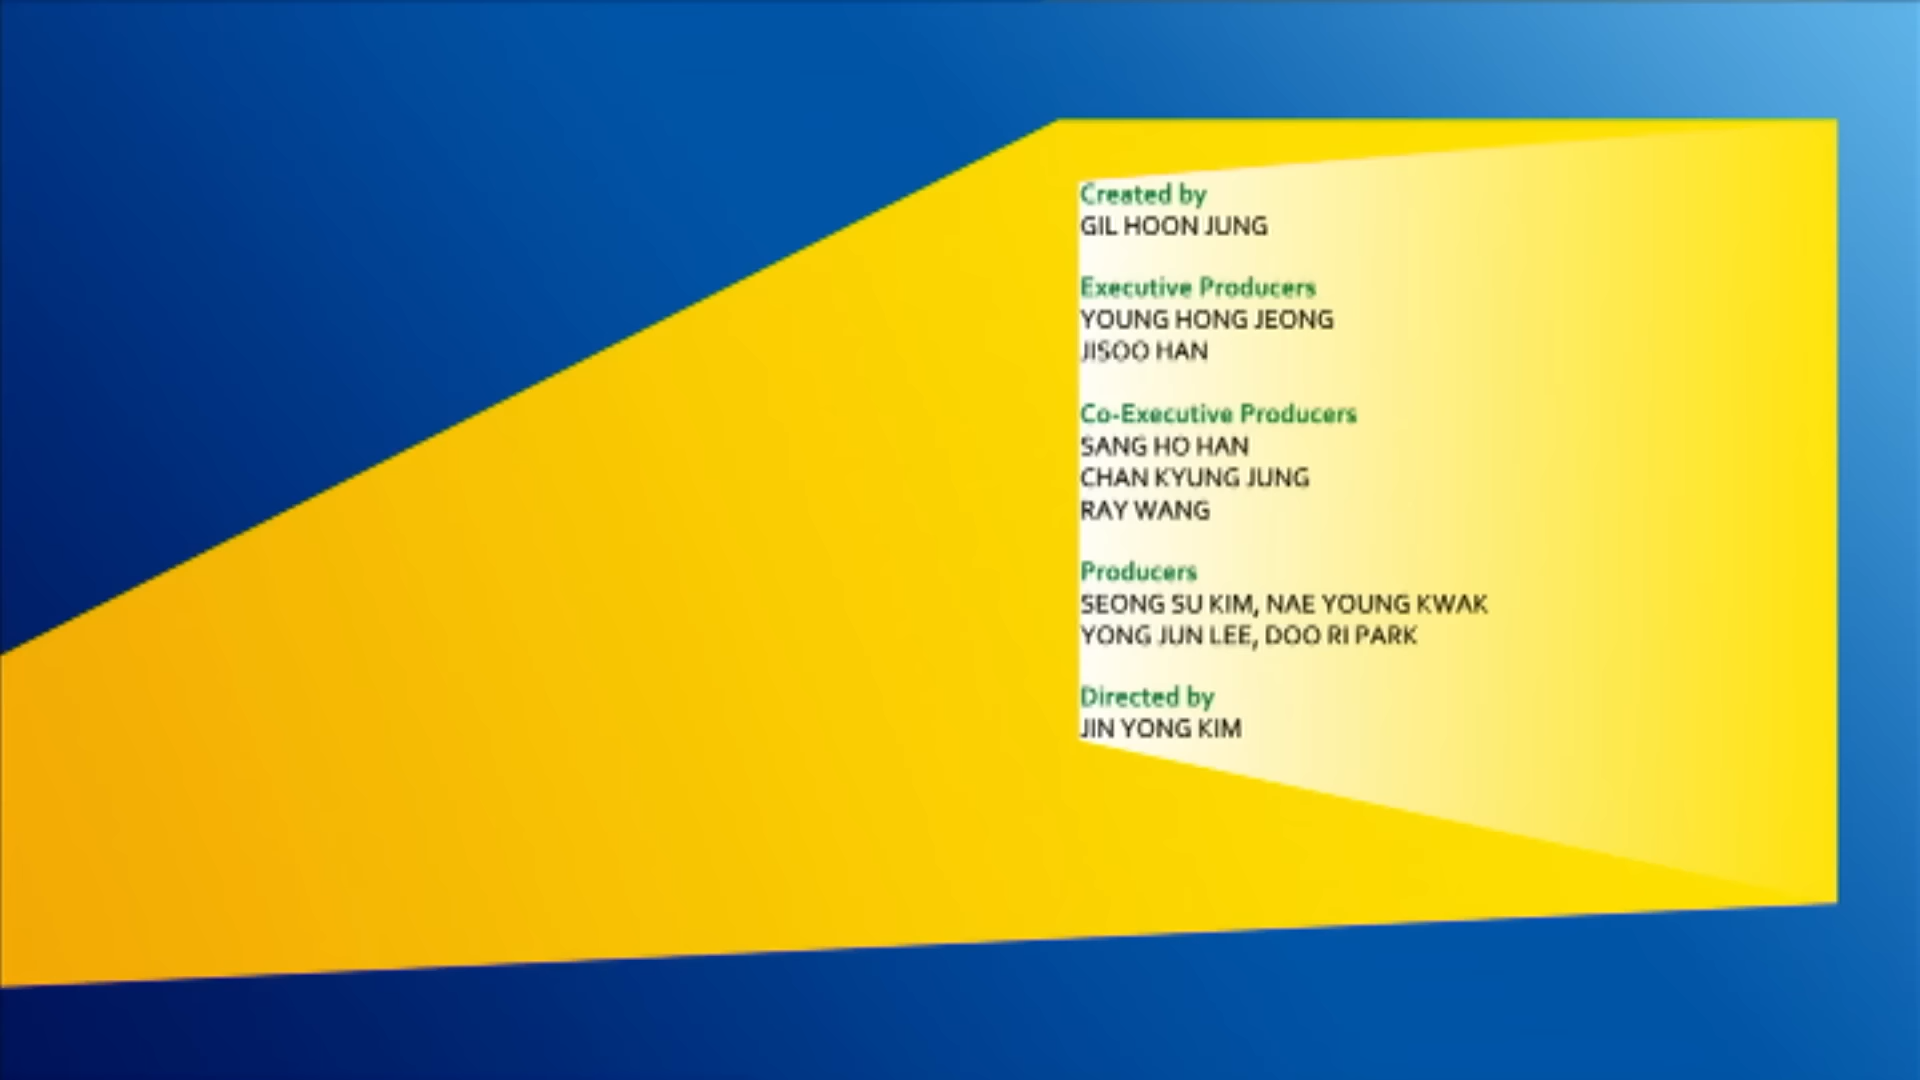 Created by
GIL HOON JUNG
Executive Producers
YOUNG HONG JEONG
JISOO HAN
Co-Executive Producers
SANG HO HAN
CHAN KYUNG JUNG
RAY WANG
Producers
SEONG SU KIM, NAE YOUNG KWAK
YONG JUN LEE, DOO RI PARK
Directed by
JIN YONG KIM